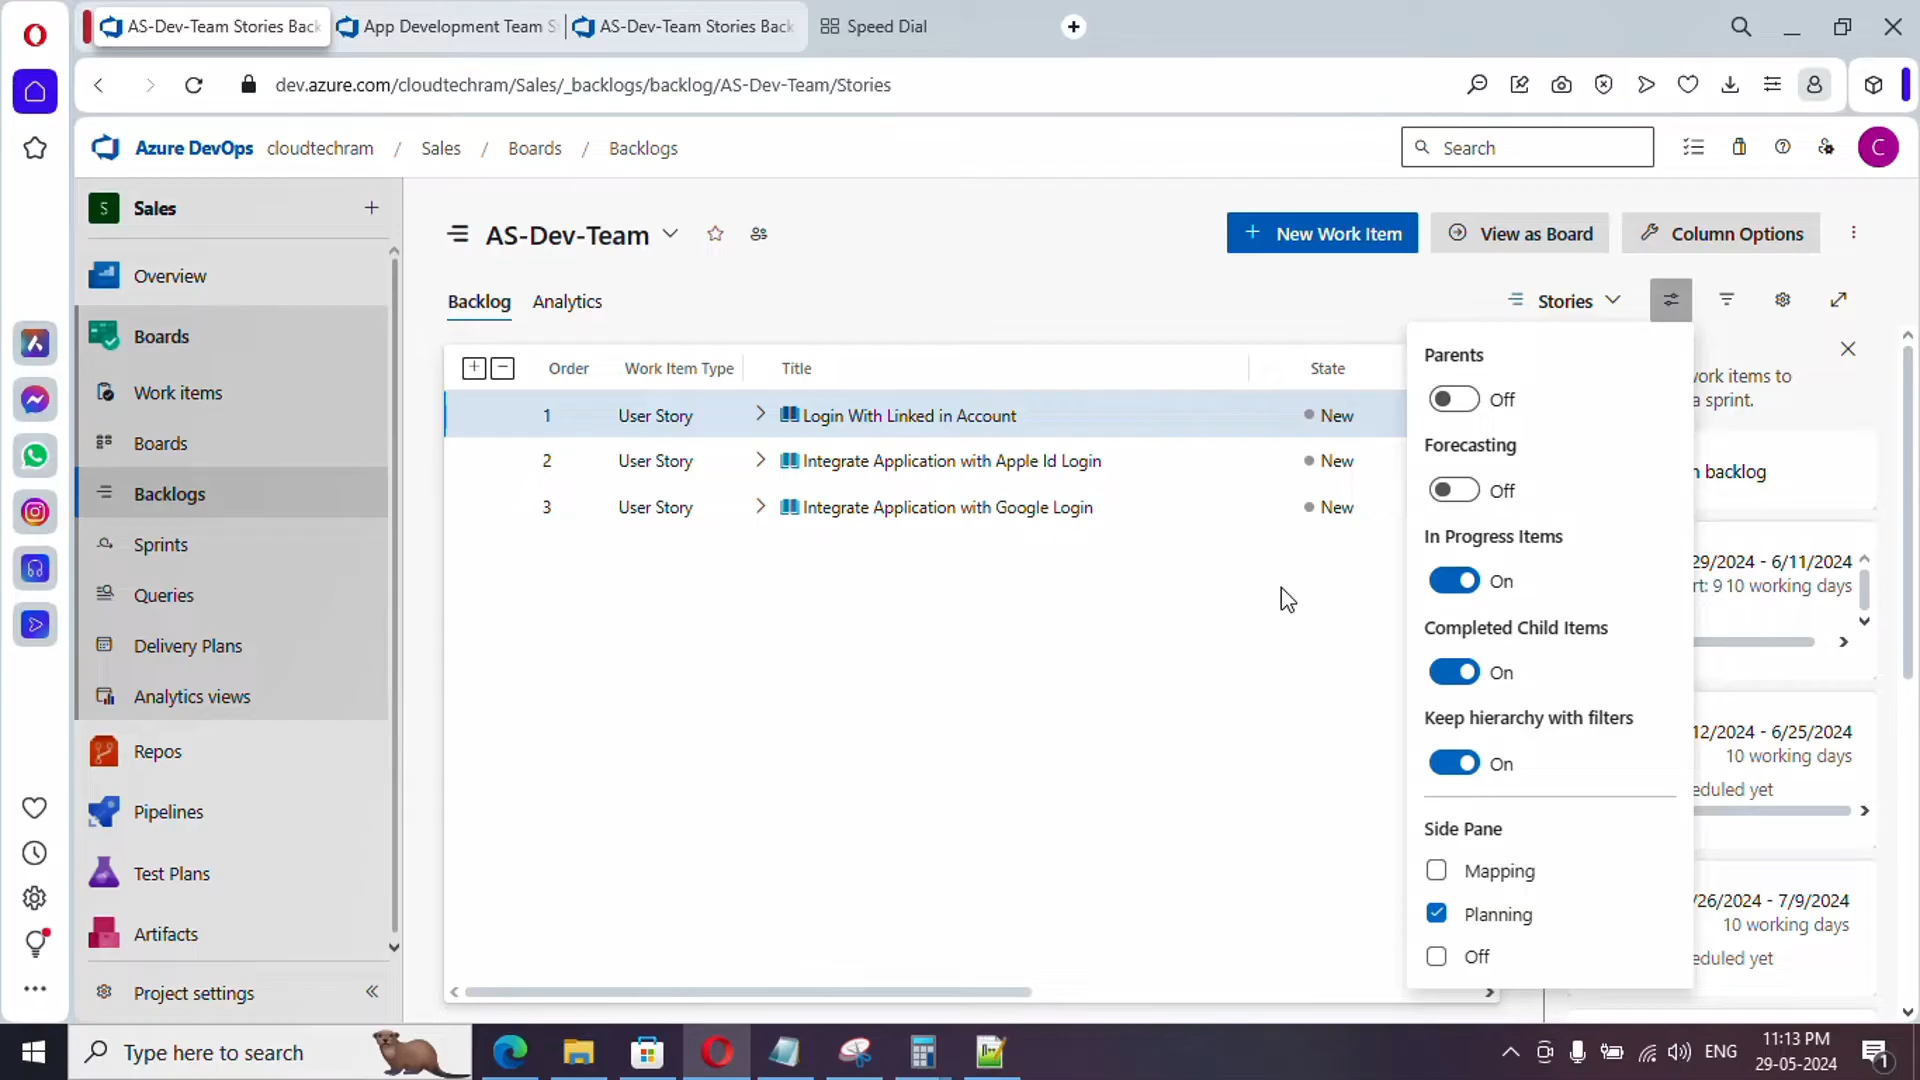 AS-Dev-Team Stories Back
App Development Team S
AS-Dev-Team Stories Back
Speed Dial
dev.azure.com/cloudtechram/Sales/_backlogs/backlog/AS-Dev-Team/Stories
Azure DevOps cloudtechram / Sales / Boards / Backlogs
Search
C
S Sales
Overview
Boards
Work items
Boards
Backlogs
Sprints
Queries
Delivery Plans
Analytics views
Repos
Pipelines
Test Plans
Artifacts
Project settings
AS-Dev-Team
New Work Item
View as Board
Column Options
Backlog Analytics
Stories
Order Work Item Type Title State
1 User Story Login With Linked in Account New
2 User Story Integrate Application with Apple Id Login New
3 User Story Integrate Application with Google Login New
Parents
Off
Forecasting
Off
In Progress Items
On
Completed Child Items
On
Keep hierarchy with filters
On
Side Pane
Mapping
Planning
Off
work items to
a sprint.
n backlog
29/2024 - 6/11/2024
rt: 9 10 working days
12/2024 - 6/25/2024
10 working days
eduled yet
/26/2024 - 7/9/2024
10 working days
eduled yet
Type here to search
ENG
11:13 PM
29-05-2024
1